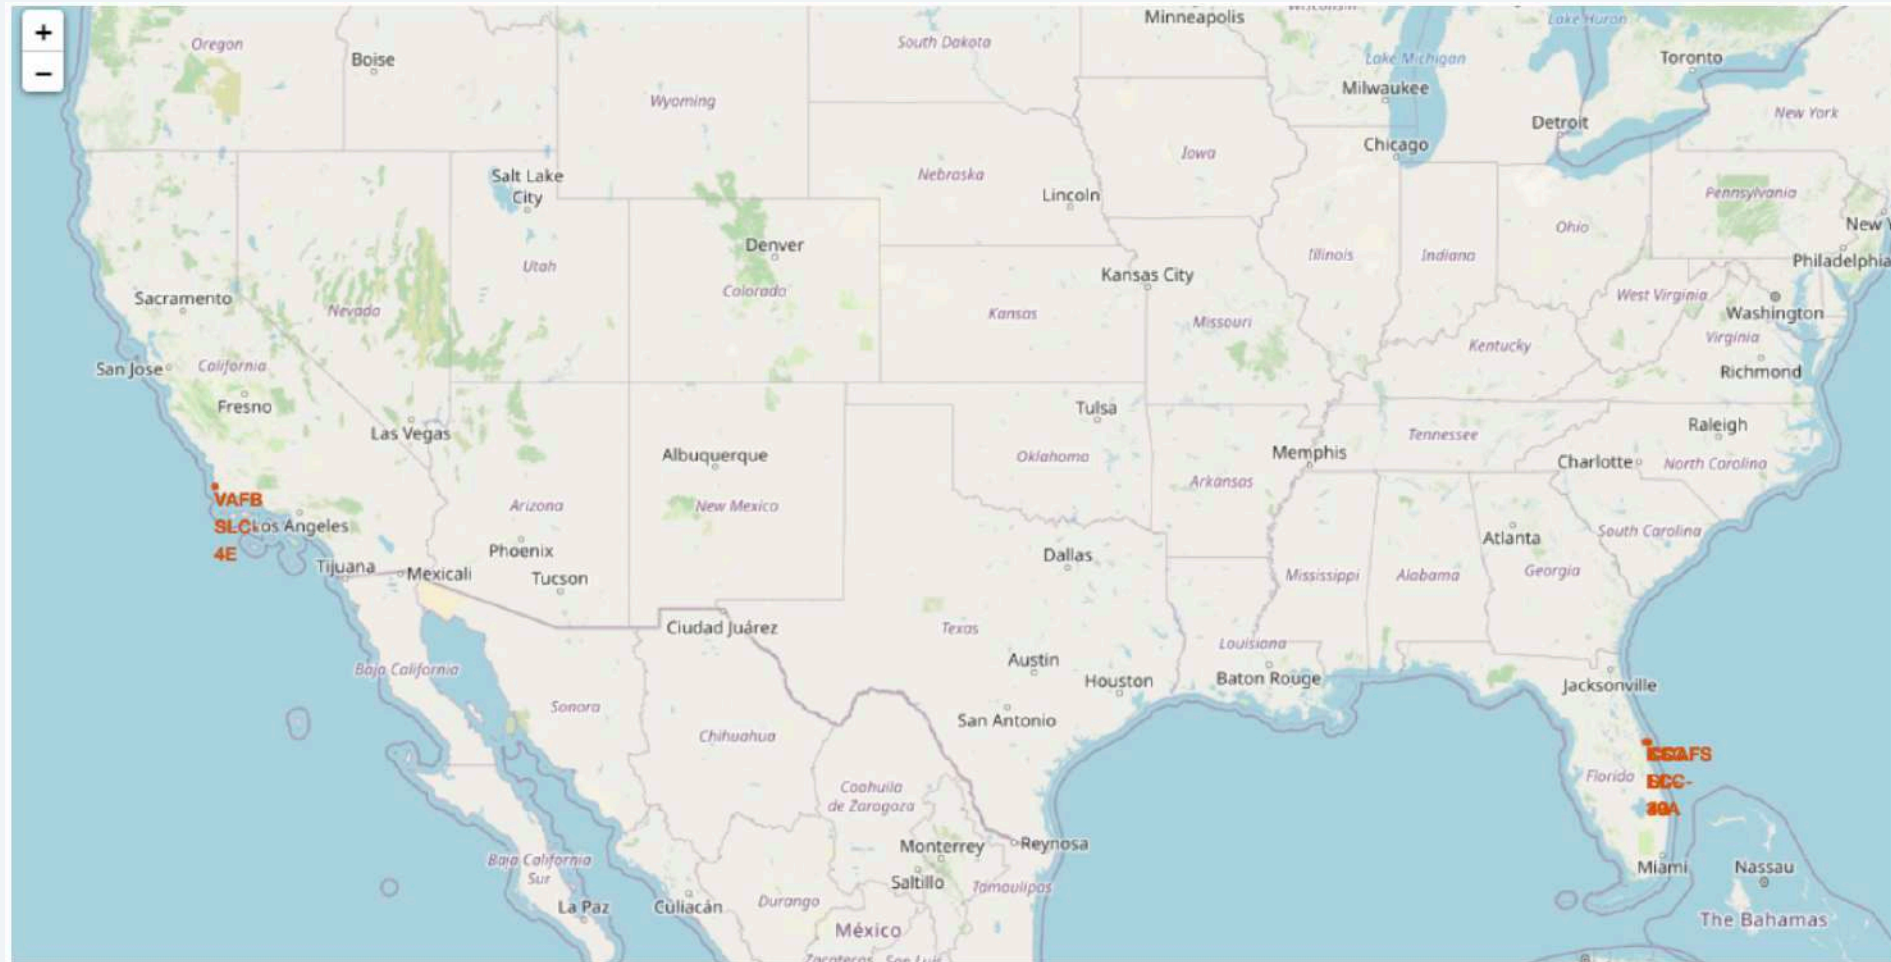 +
−
Oregon
Boise
South Dakota
Minneapolis
Wisconsin
Lake Huron
Toronto
Lake Michigan
Milwaukee
Wyoming
Detroit
New York
Chicago
Iowa
Nebraska
Salt Lake
City
Lincoln
Pennsylvania
New Y
Ohio
Denver
Illinois
Indiana
Utah
Kansas City
Philadelphia
Colorado
Sacramento
Nevada
Kansas
Missouri
West Virginia
Washington
Virginia
Kentucky
San Jose
California
Richmond
Fresno
Las Vegas
Tulsa
Raleigh
Tennessee
Albuquerque
Oklahoma
Memphis
Charlotte
North Carolina
Arkansas
VAFB
SLC-
4E
Los Angeles
Arizona
New Mexico
South Carolina
Atlanta
Phoenix
Dallas
Tijuana
Mexicali
Tucson
Mississippi
Alabama
Georgia
Ciudad Juárez
Texas
Louisiana
Austin
Houston
Baton Rouge
Jacksonville
Baja California
Sonora
San Antonio
Chihuahua
Florida
Coahuila
de Zaragoza
Monterrey
Reynosa
Baja California
Sur
Saltillo
Tamaulipas
Miami
Nassau
La Paz
Culiacán
Durango
México
The Bahamas
Zacatecas
San Luis